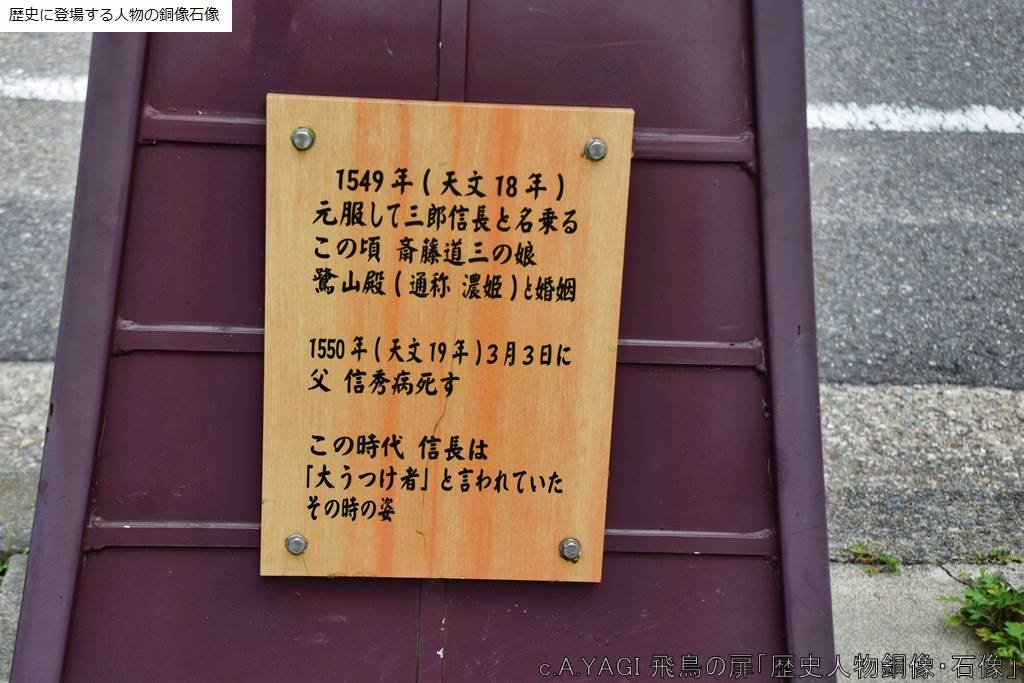 歴史に登場する人物の銅像石像
1549年(天文18年)
元服して三郎信長と名乗る
この頃 斎藤道三の娘
鷺山殿(通称 濃姫)と婚姻
1550年(天文19年)3月3日に
父 信秀病死す
この時代 信長は
「大うつけ者」と言われていた
その時の姿
c.A.YAGI 飛鳥の扉「歴史人物銅像・石像」